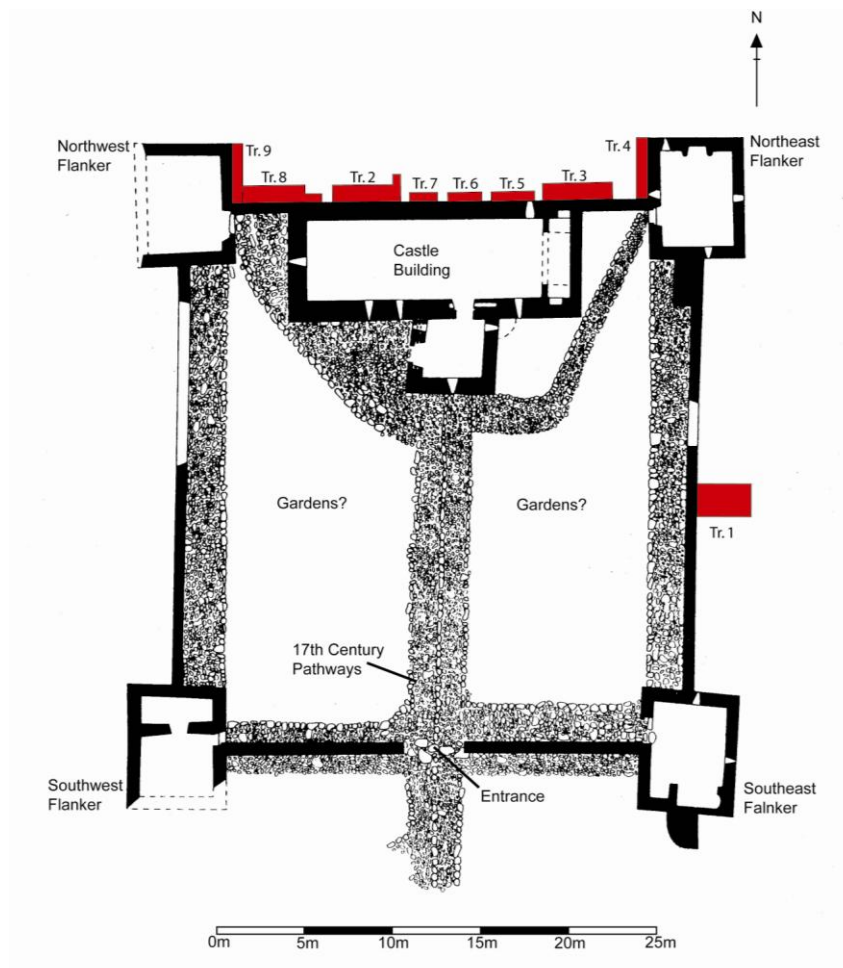 N
Northwest
Flanker
Tr. 9
Tr. 8
Tr. 2
Tr. 7
Tr. 6
Tr. 5
Tr. 3
Tr. 4
Northeast
Flanker
Castle
Building
Gardens?
Gardens?
Tr. 1
17th Century
Pathways
Southwest
Flanker
Entrance
Southeast
Falnker
0m
5m
10m
15m
20m
25m